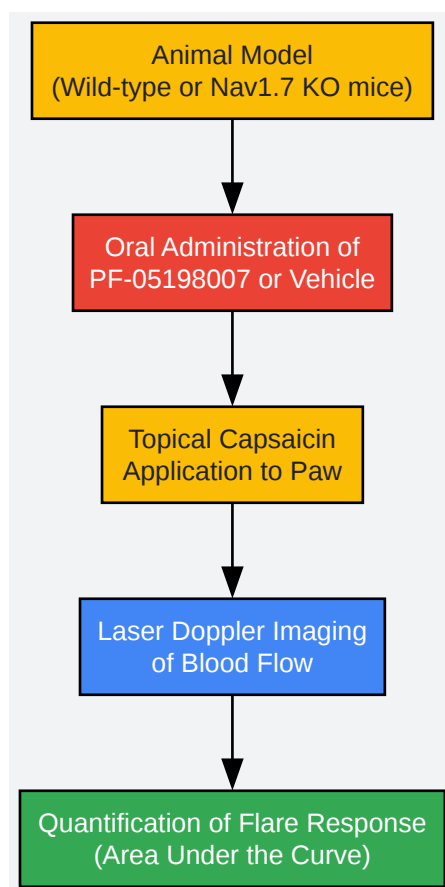 Animal Model
(Wild-type or Nav1.7 KO mice)
Oral Administration of
PF-05198007 or Vehicle
Topical Capsaicin
Application to Paw
Laser Doppler Imaging
of Blood Flow
Quantification of Flare Response
(Area Under the Curve)